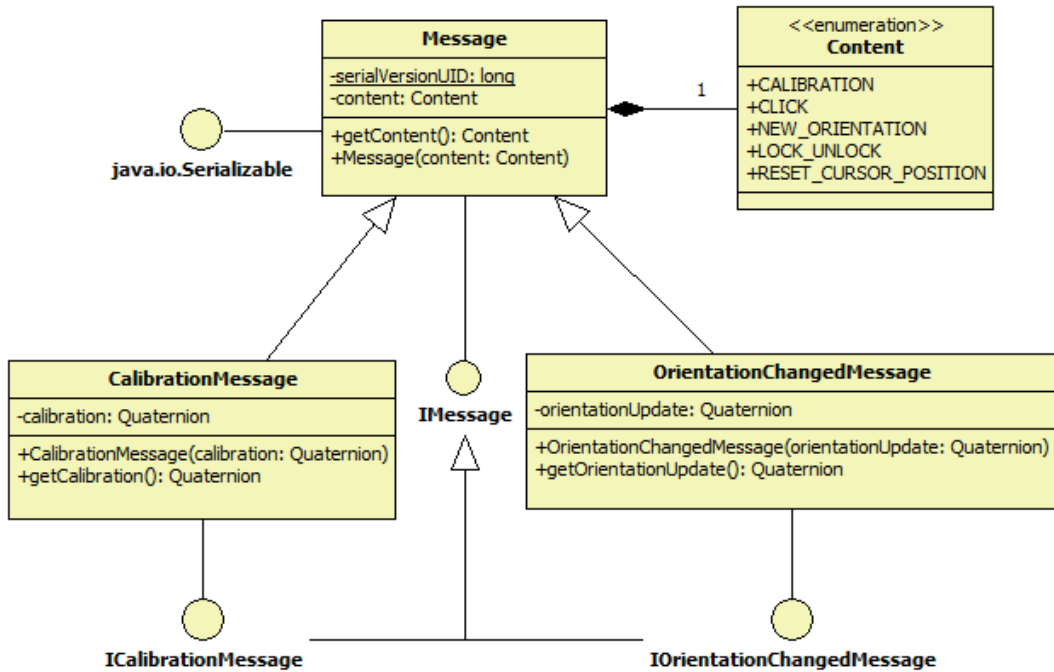 Message
-serialVersionUID: long
-content: Content
+getContent(): Content
+Message(content: Content)
<<enumeration>>
Content
+CALIBRATION
+CLICK
+NEW_ORIENTATION
+LOCK_UNLOCK
+RESET_CURSOR_POSITION
1
java.io.Serializable
CalibrationMessage
-calibration: Quaternion
+CalibrationMessage(calibration: Quaternion)
+getCalibration(): Quaternion
IMessage
OrientationChangedMessage
-orientationUpdate: Quaternion
+OrientationChangedMessage(orientationUpdate: Quaternion)
+getOrientationUpdate(): Quaternion
ICalibrationMessage
IOrientationChangedMessage